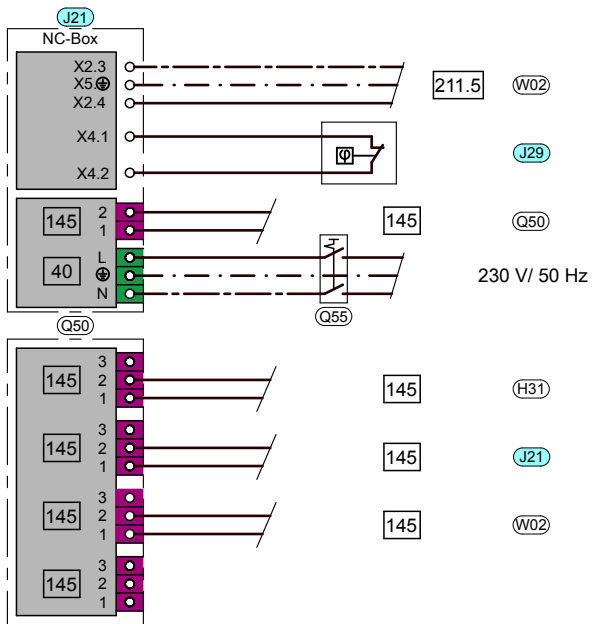 J21
NC-Box
X2.3
X5.
X2.4
211.5 W02
X4.1
φ
J29
X4.2
145 2 145 Q50
1
L
40 230 V/ 50 Hz
N
Q55
Q50
3
145 2 145 H31
1
3
145 2 145 J21
1
3
145 2 145 W02
1
3
145 2
1